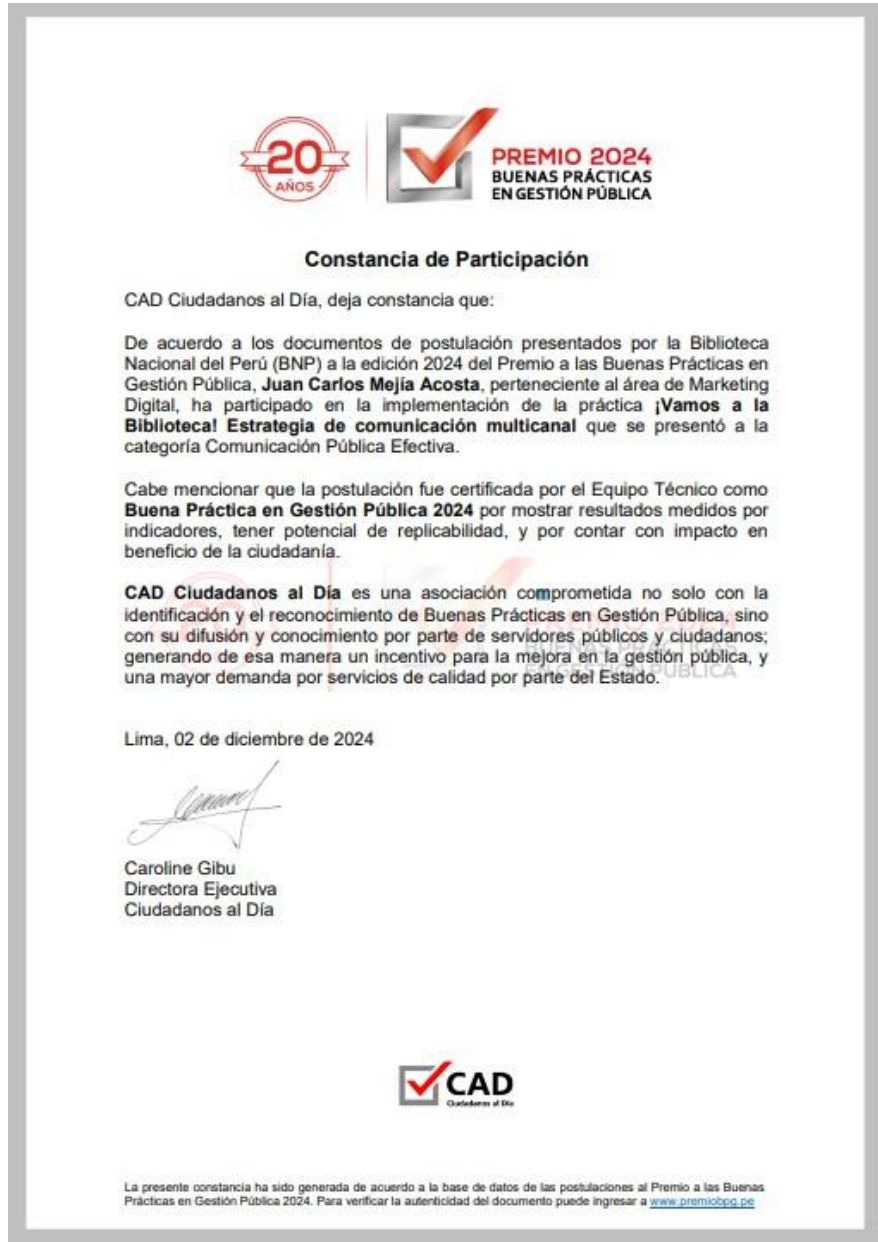 20
AÑOS
PREMIO 2024
BUENAS PRÁCTICAS
EN GESTIÓN PÚBLICA
Constancia de Participación
CAD Ciudadanos al Día, deja constancia que:
De acuerdo a los documentos de postulación presentados por la Biblioteca
Nacional del Perú (BNP) a la edición 2024 del Premio a las Buenas Prácticas en
Gestión Pública, Juan Carlos Mejía Acosta, perteneciente al área de Marketing
Digital, ha participado en la implementación de la práctica ¡Vamos a la
Biblioteca! Estrategia de comunicación multicanal que se presentó a la
categoría Comunicación Pública Efectiva.
Cabe mencionar que la postulación fue certificada por el Equipo Técnico como
Buena Práctica en Gestión Pública 2024 por mostrar resultados medidos por
indicadores, tener potencial de replicabilidad, y por contar con impacto en
beneficio de la ciudadanía.
CAD Ciudadanos al Día es una asociación comprometida no solo con la
identificación y el reconocimiento de Buenas Prácticas en Gestión Pública, sino
con su difusión y conocimiento por parte de servidores públicos y ciudadanos;
generando de esa manera un incentivo para la mejora en la gestión pública, y
una mayor demanda por servicios de calidad por parte del Estado.
Lima, 02 de diciembre de 2024
Caroline Gibu
Directora Ejecutiva
Ciudadanos al Día
CAD
Ciudadanos al Día
La presente constancia ha sido generada de acuerdo a la base de datos de las postulaciones al Premio a las Buenas
Prácticas en Gestión Pública 2024. Para verificar la autenticidad del documento puede ingresar a www.premiobpg.pe